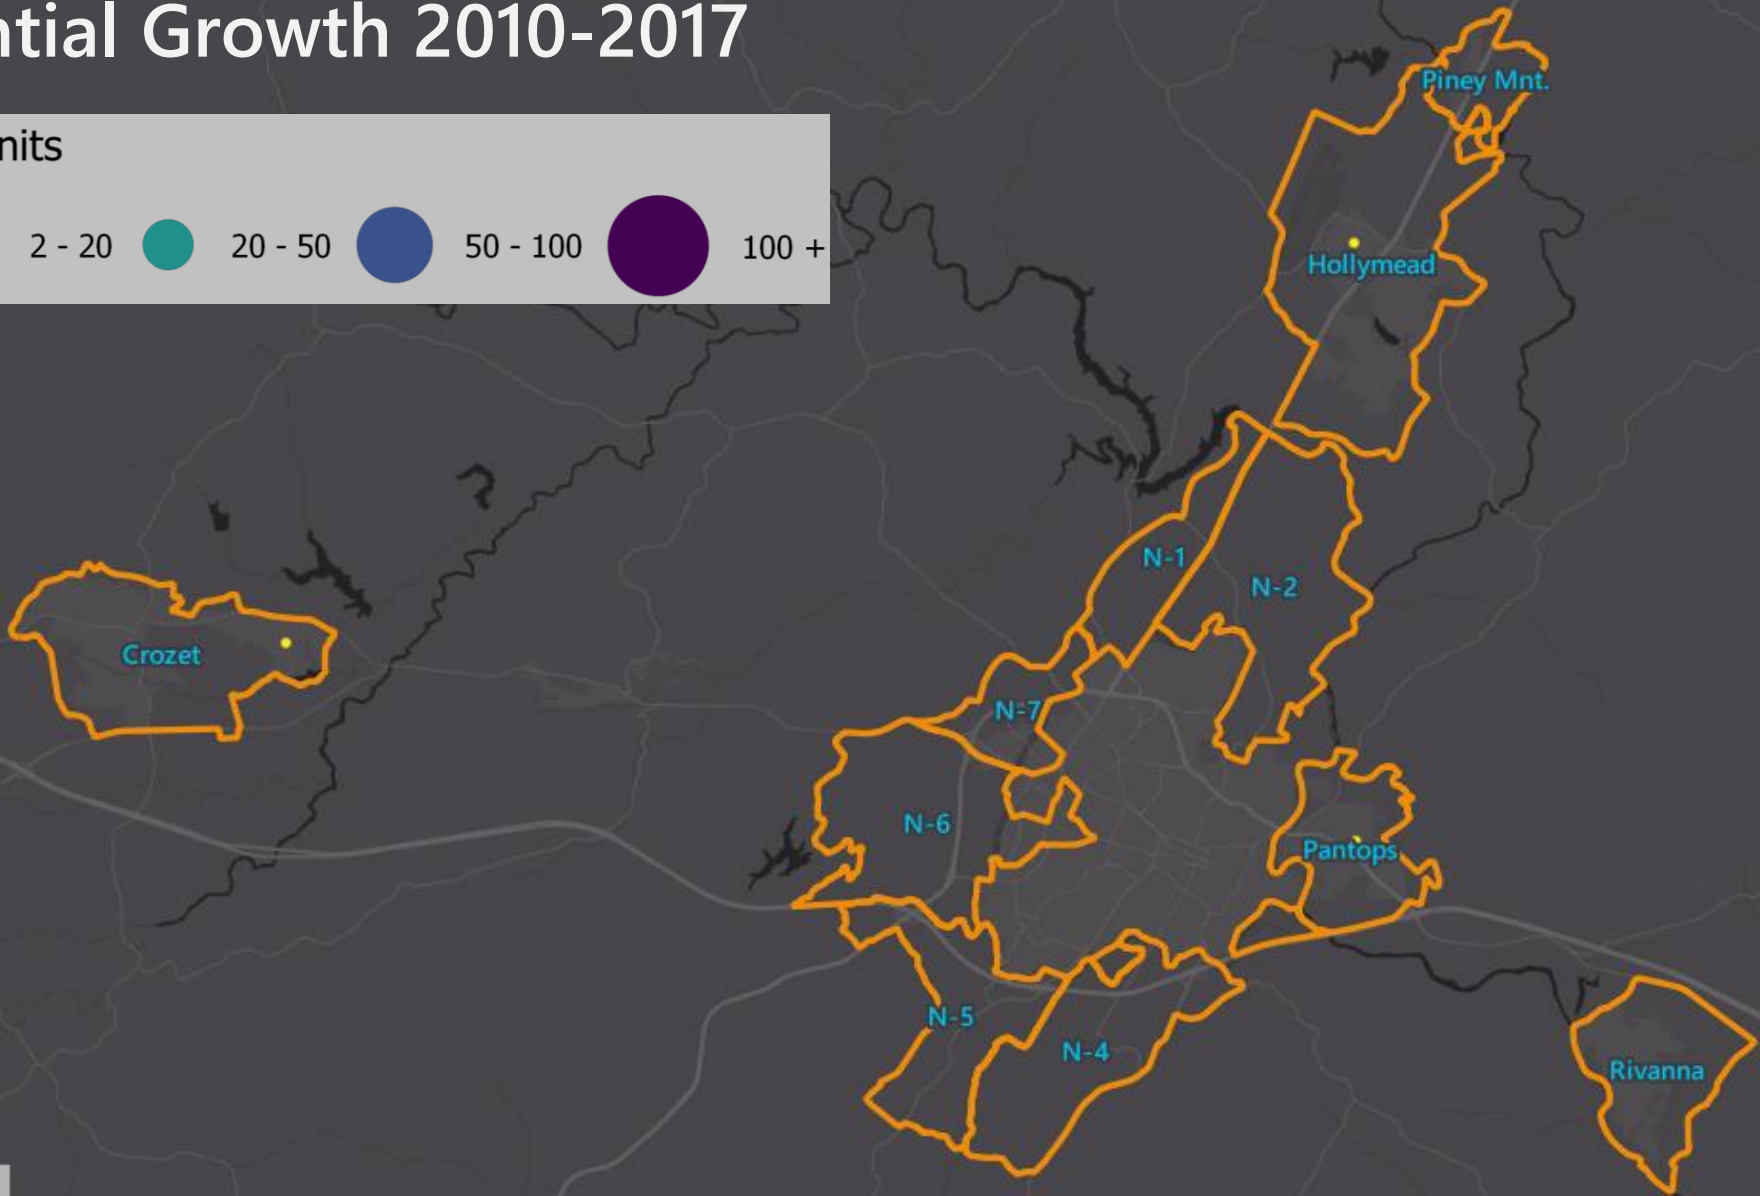 ntial Growth 2010-2017
nits
2 - 20 20 - 50 50 - 100 100 +
Piney Mnt.
Hollymead
N-1
N-2
Crozet
N-7
N-6
Pantops
N-5
N-4
Rivanna